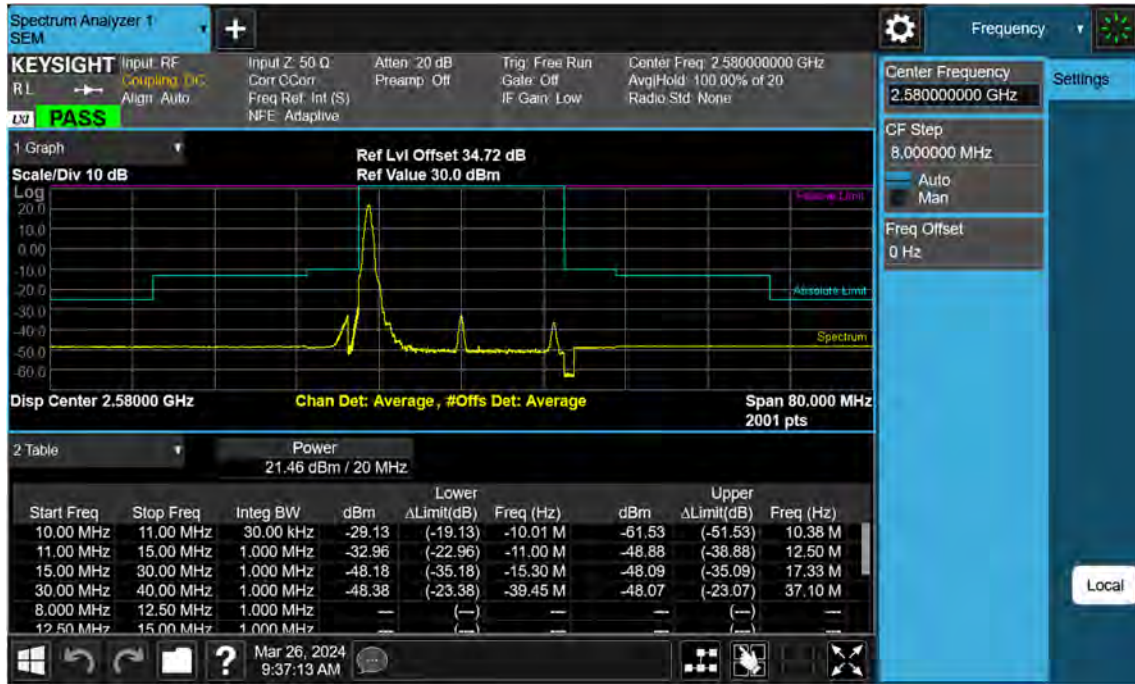 Spectrum Analyzer 1
SEM
+
Frequency
KEYSIGHT
RL
LXI
PASS
Input: RF
Coupling: DC
Align: Auto
Input Z: 50 Ω
Corr CCorr
Freq Ref: Int (S)
NFE: Adaptive
Atten: 20 dB
Preamp: Off
Trig: Free Run
Gate: Off
IF Gain: Low
Center Freq: 2.580000000 GHz
Avg|Hold: 100.00% of 20
Radio Std: None
Center Frequency
2.580000000 GHz
Settings
CF Step
8.000000 MHz
Auto
Man
Freq Offset
0 Hz
1 Graph
Scale/Div 10 dB
Ref Lvl Offset 34.72 dB
Ref Value 30.0 dBm
Log
20.0
10.0
0.00
-10.0
-20.0
-30.0
-40.0
-50.0
-60.0
Relative Limit
Absolute Limit
Spectrum
Disp Center 2.58000 GHz
Chan Det: Average, #Offs Det: Average
Span 80.000 MHz
2001 pts
2 Table
Power
21.46 dBm / 20 MHz
Lower Upper
Start Freq Stop Freq Integ BW dBm ΔLimit(dB) Freq (Hz) dBm ΔLimit(dB) Freq (Hz)
10.00 MHz 11.00 MHz 30.00 kHz -29.13 (-19.13) -10.01 M -61.53 (-51.53) 10.38 M
11.00 MHz 15.00 MHz 1.000 MHz -32.96 (-22.96) -11.00 M -48.88 (-38.88) 12.50 M
15.00 MHz 30.00 MHz 1.000 MHz -48.18 (-35.18) -15.30 M -48.09 (-35.09) 17.33 M
30.00 MHz 40.00 MHz 1.000 MHz -48.38 (-23.38) -39.45 M -48.07 (-23.07) 37.10 M
8.000 MHz 12.50 MHz 1.000 MHz --- (---) --- --- (---) ---
12.50 MHz 15.00 MHz 1.000 MHz --- (---) --- --- (---) ---
Local
?
Mar 26, 2024
9:37:13 AM